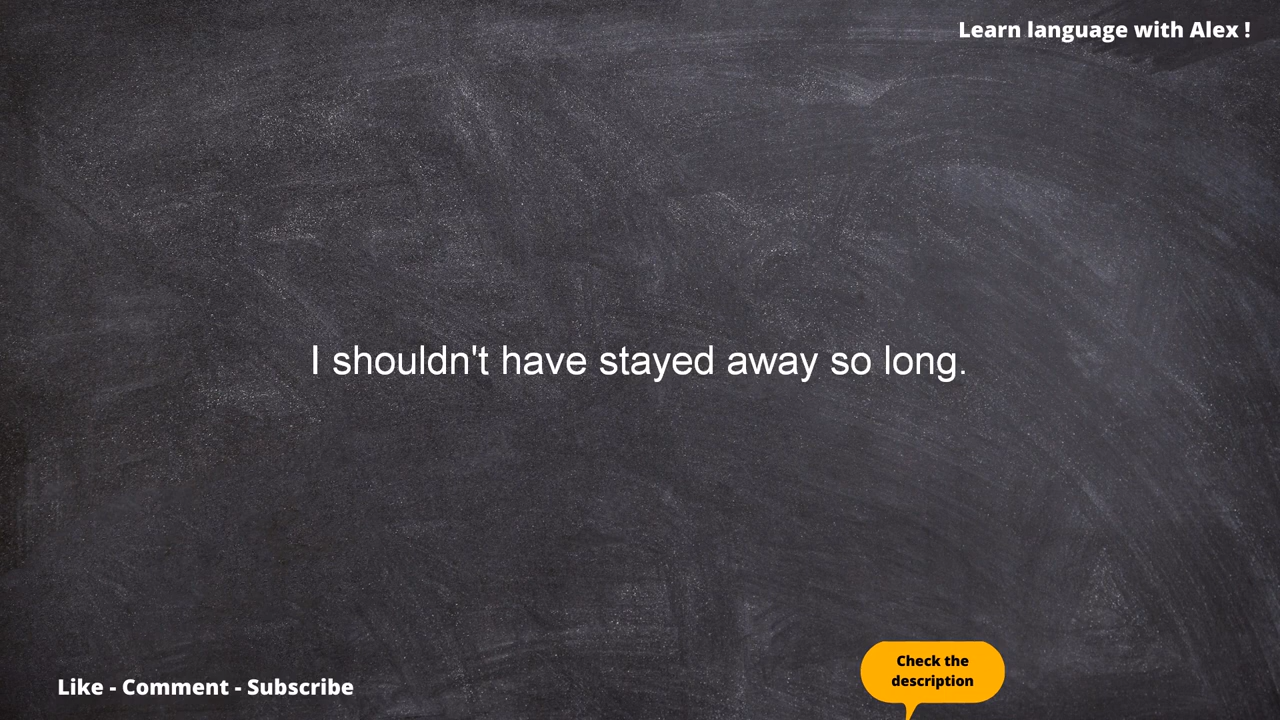 Learn language with Alex !
I shouldn't have stayed away so long.
Check the
description
Like - Comment - Subscribe